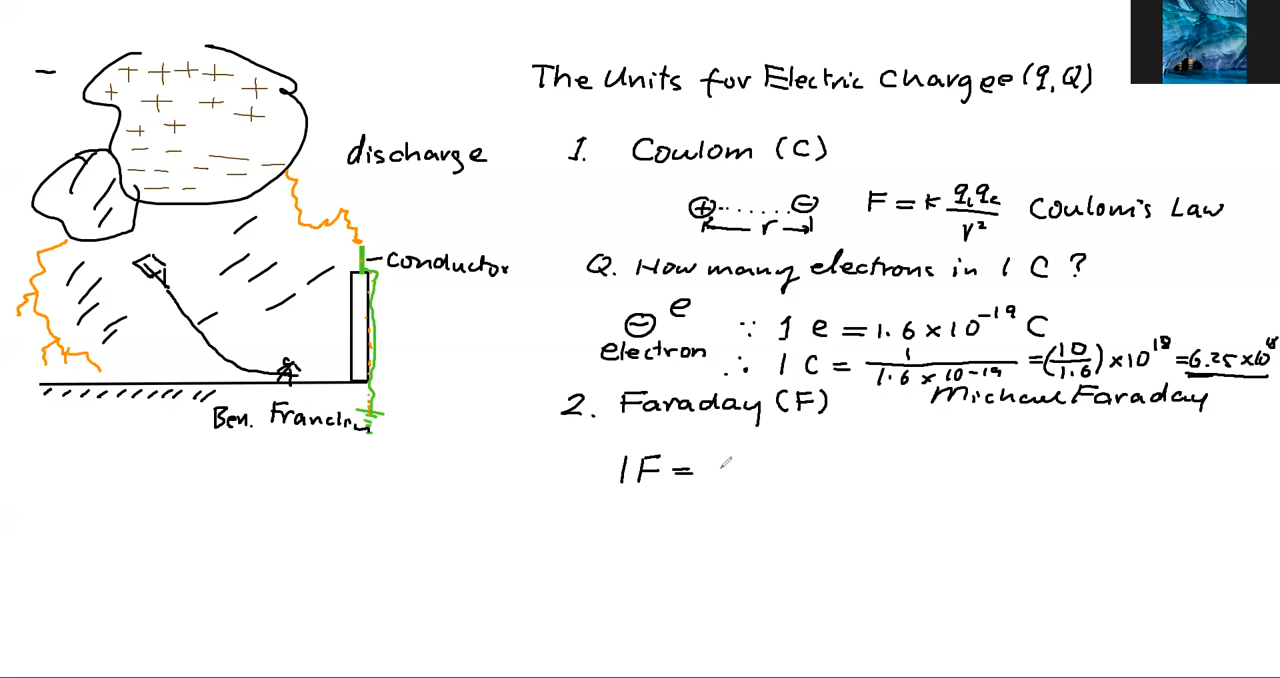 The Units for Electric Chargee (q, Q)
discharge
1. Coulom (C)
F = k q₁q₂/r² Coulom's Law
r
conductor
Q. How many electrons in 1 C ?
e
electron
∵ 1 e = 1.6 × 10⁻¹⁹ C
∴ 1 C = 1/(1.6 × 10⁻¹⁹) = (10/1.6) × 10¹⁸ = 6.25 × 10¹⁸
2. Faraday (F) Michael Faraday
Ben.
1F =